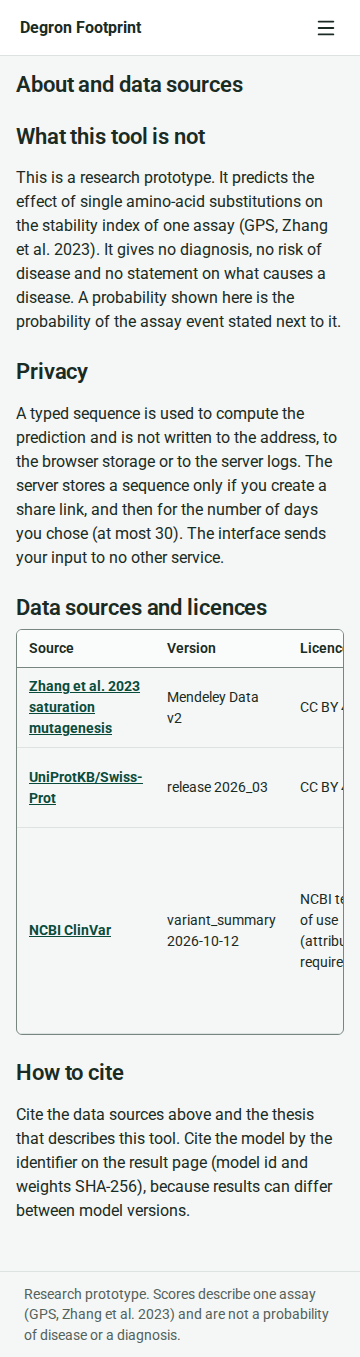 Degron Footprint
About and data sources
What this tool is not
This is a research prototype. It predicts the
effect of single amino-acid substitutions on
the stability index of one assay (GPS, Zhang
et al. 2023). It gives no diagnosis, no risk of
disease and no statement on what causes a
disease. A probability shown here is the
probability of the assay event stated next to it.
Privacy
A typed sequence is used to compute the
prediction and is not written to the address, to
the browser storage or to the server logs. The
server stores a sequence only if you create a
share link, and then for the number of days
you chose (at most 30). The interface sends
your input to no other service.
Data sources and licences
Source Version
Zhang et al. 2023
saturation
mutagenesis
Mendeley Data
v2
CC BY
UniProtKB/Swiss-
Prot
release 2026_03
CC BY
NCBI ClinVar
variant_summary
2026-10-12
NCBI
of use
How to cite
Cite the data sources above and the thesis
that describes this tool. Cite the model by the
identifier on the result page (model id and
weights SHA-256), because results can differ
between model versions.
Research prototype. Scores describe one assay
(GPS, Zhang et al. 2023) and are not a probability
of disease or a diagnosis.